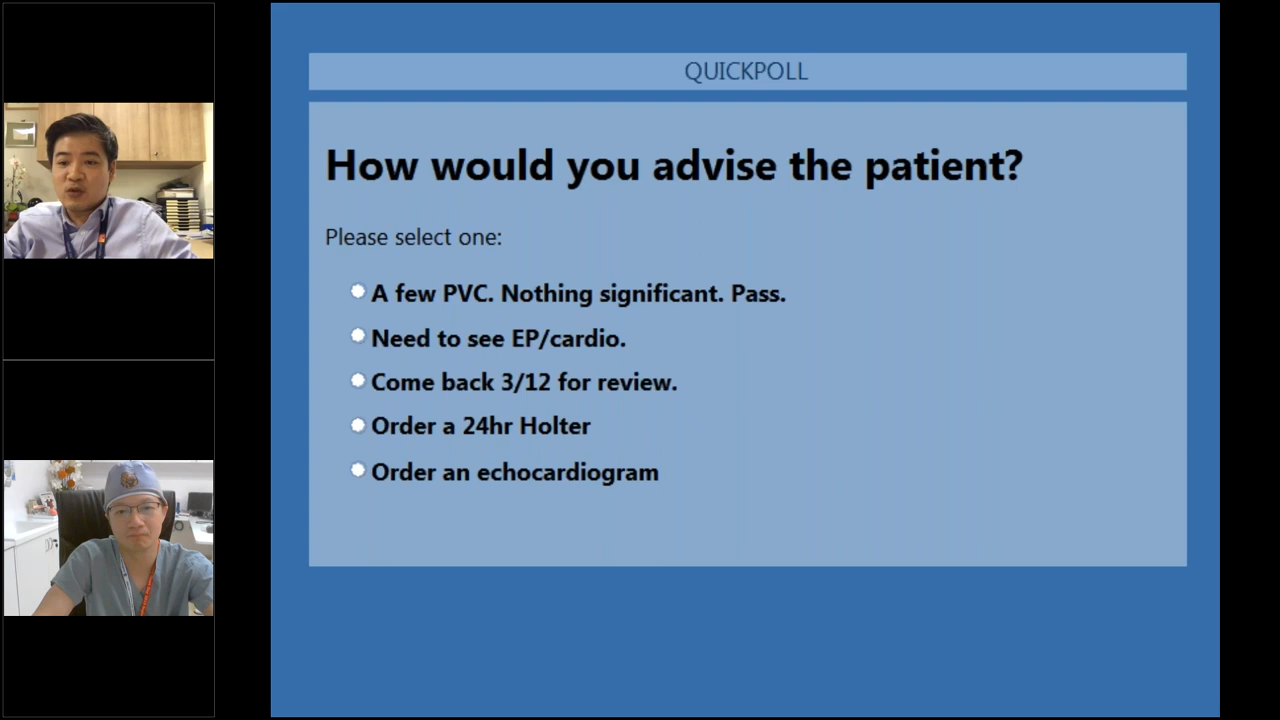 QUICKPOLL
How would you advise the patient?
Please select one:
A few PVC. Nothing significant. Pass.
Need to see EP/cardio.
Come back 3/12 for review.
Order a 24hr Holter
Order an echocardiogram